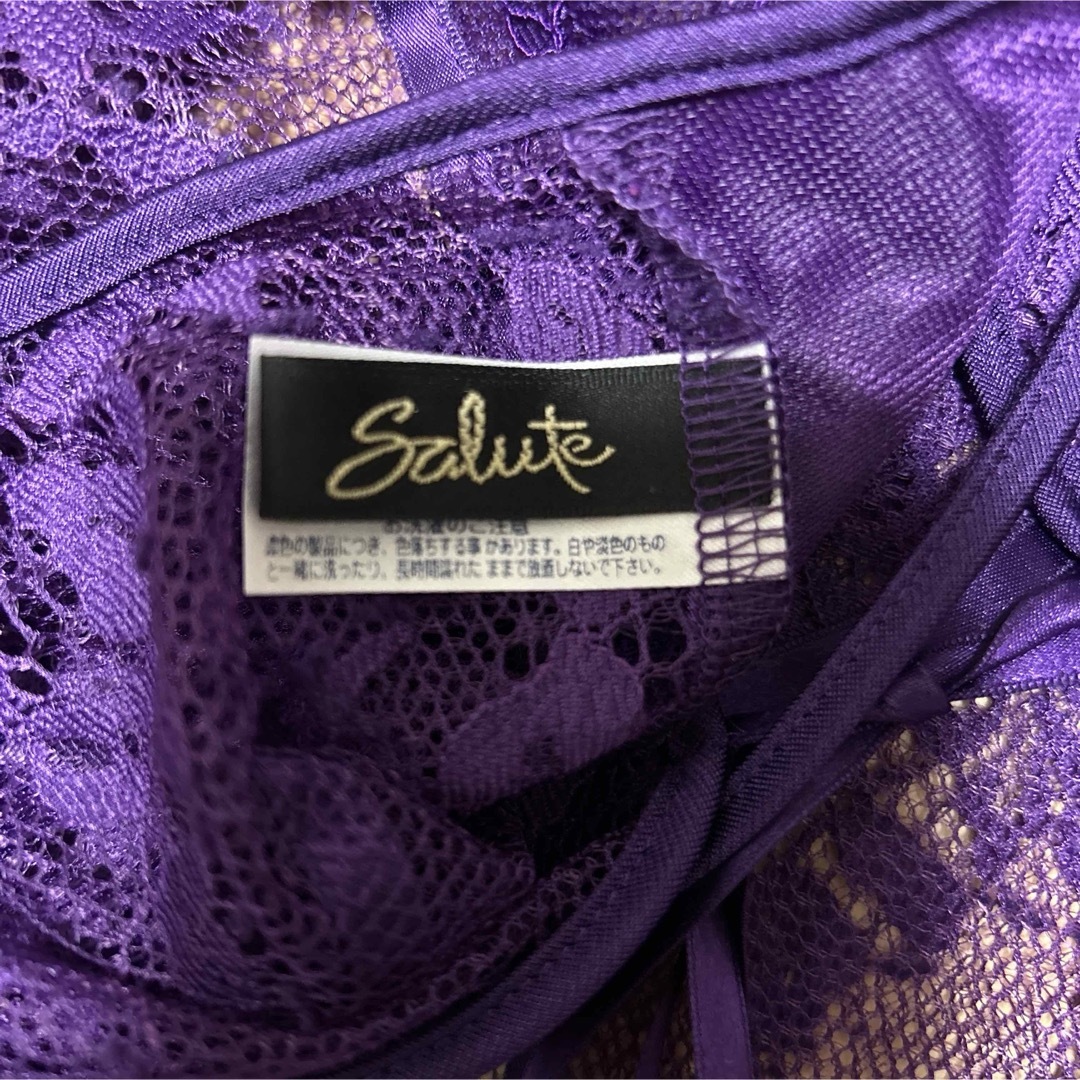 Salute
お洗濯のご注意
濃色の製品につき、色落ちする事があります。白や淡色のもの
と一緒に洗ったり、長時間濡れたままで放置しないで下さい。